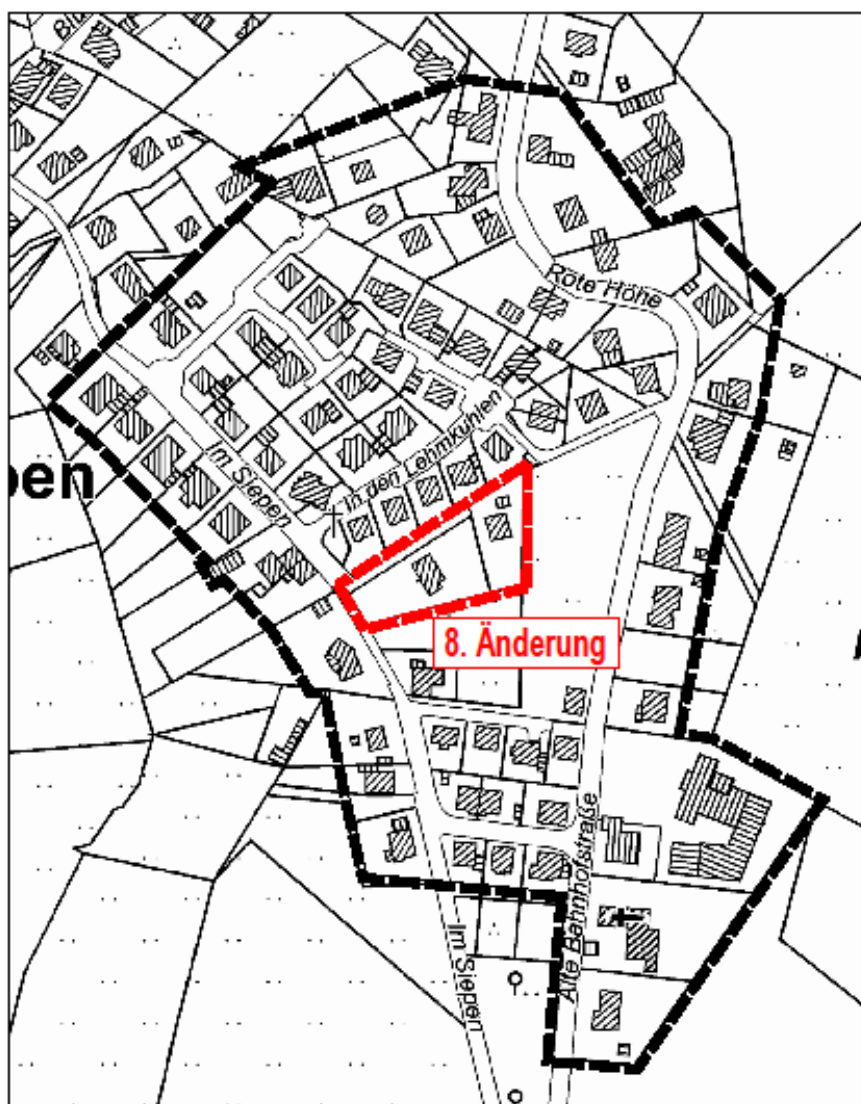 Rote Höhe
In den Lehmkuhlen
Im Siepen
pen
8. Änderung
Alte Bahnhofstraße
Im Siepen